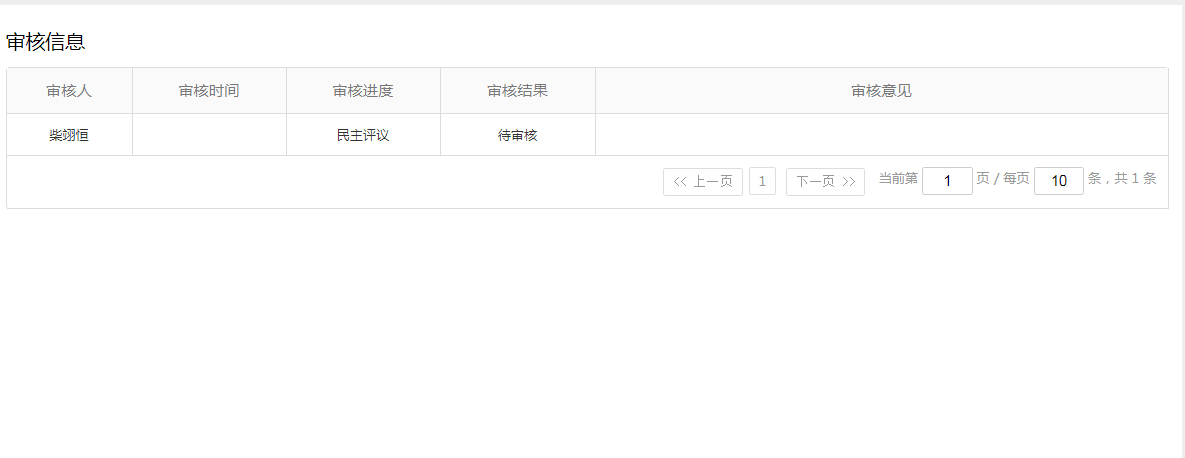 审核信息
审核人 审核时间 审核进度 审核结果 审核意见
柴翊恒 民主评议 待审核
<< 上一页 1 下一页 >> 当前第 1 页 / 每页 10 条，共 1 条